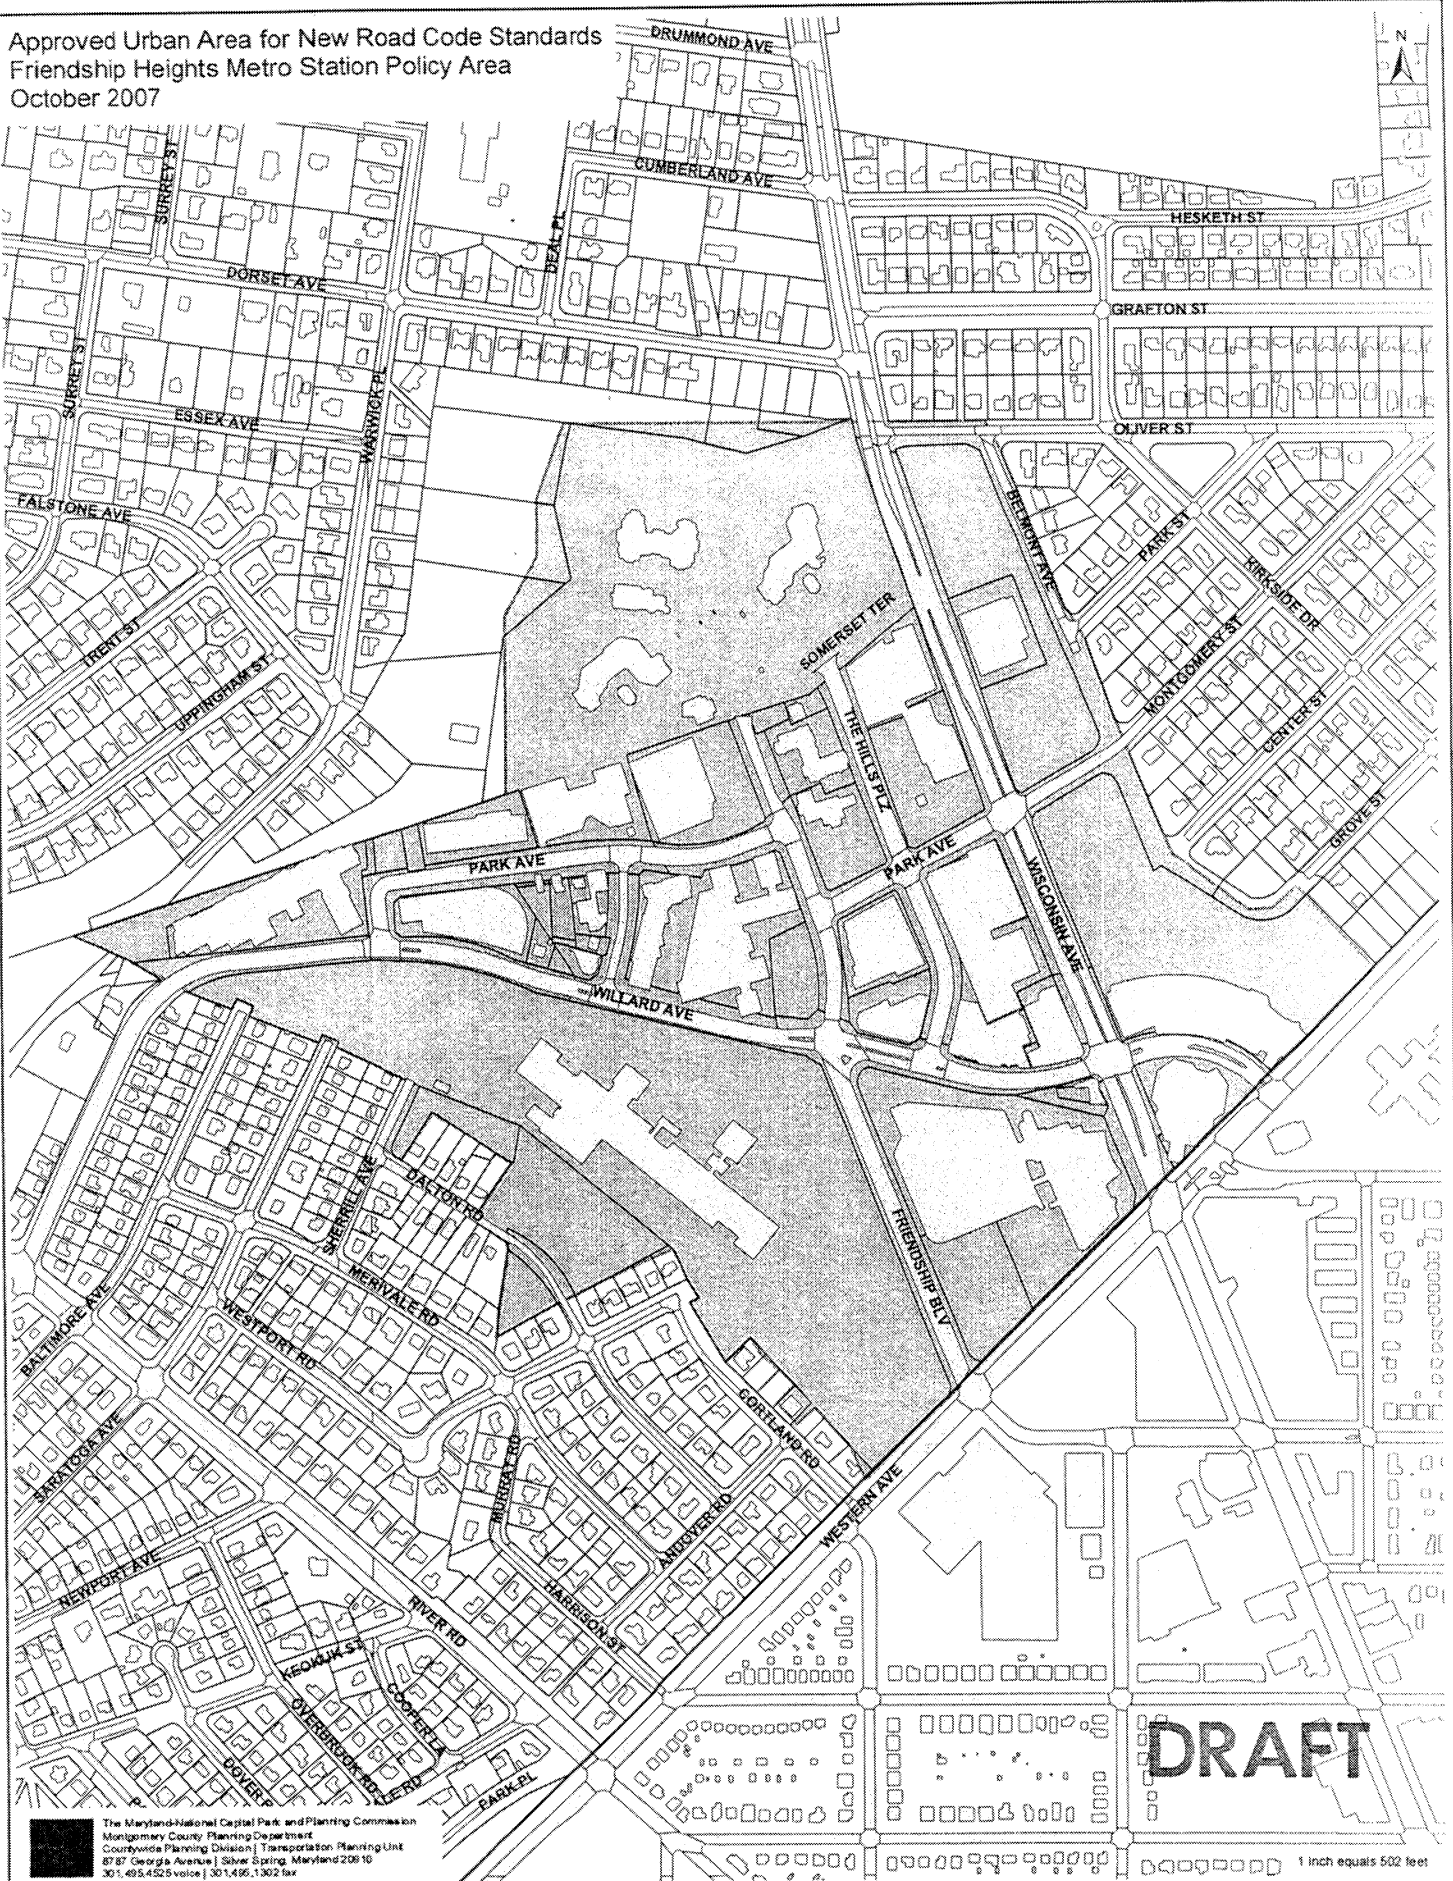 Approved Urban Area for New Road Code Standards
Friendship Heights Metro Station Policy Area
October 2007
N
DRUMMOND AVE
CUMBERLAND AVE
SURREY ST
DEAL PL
HESKETH ST
DORSET AVE
GRAFTON ST
SURREY ST
WARWICK PL
ESSEX AVE
OLIVER ST
FALSTONE AVE
BELMONT AVE
PARK ST
KIRKSIDE DR
SOMERSET TER
TRENT ST
UPPINGHAM ST
MONTGOMERY ST
CENTER ST
THE HILLS PLZ
GROVE ST
PARK AVE
PARK AVE
WISCONSIN AVE
WILLARD AVE
DALTON RD
SHERRILL AVE
FRIENDSHIP BLV
MERIVALE RD
BALTIMORE AVE
WESTPORT RD
CORTLAND RD
SARATOGA AVE
MURRAY RD
WESTERN AVE
ANDOVER RD
NEWPORT AVE
HARRISON ST
RIVER RD
KEOKUK ST
COOPER LA
OVERBROOK RD
DOVER R
LE RD
PARK PL
DRAFT
The Maryland-National Capital Park and Planning Commission
Montgomery County Planning Department
Countywide Planning Division | Transportation Planning Unit
8787 Georgia Avenue | Silver Spring, Maryland 20910
301.495.4525 voice | 301.495.1302 fax
1 inch equals 502 feet